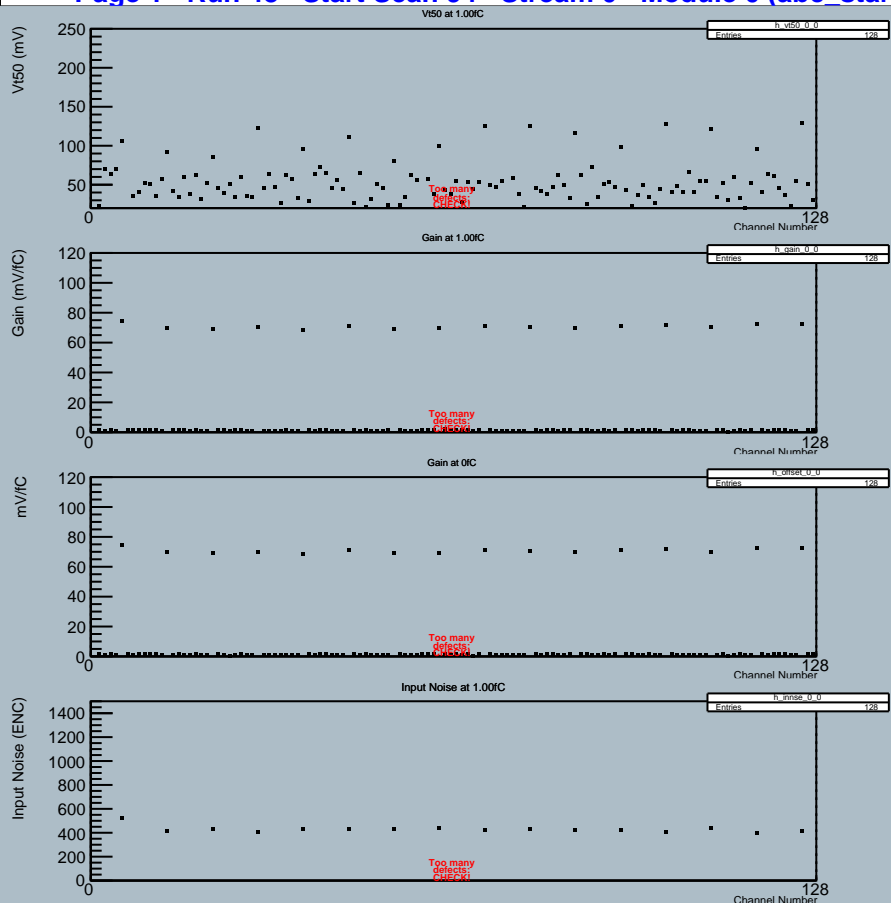 Page 1 - Run 43 - Start Scan 34 - Stream 0 - Module 0 (abc_star
Vt50 at 1.00fC
h_vt50_0_0
Entries 128
Vt50 (mV)
250
200
150
100
50
0
128
Too many
defects:
CHECK!
Channel Number
Gain at 1.00fC
h_gain_0_0
Entries 128
Gain (mV/fC)
120
100
80
60
40
20
0
0
128
Too many
defects:
CHECK!
Channel Number
Gain at 0fC
h_offset_0_0
Entries 128
mV/fC
120
100
80
60
40
20
0
0
128
Too many
defects:
CHECK!
Channel Number
Input Noise at 1.00fC
h_innse_0_0
Entries 128
Input Noise (ENC)
1400
1200
1000
800
600
400
200
0
0
128
Too many
defects:
CHECK!
Channel Number